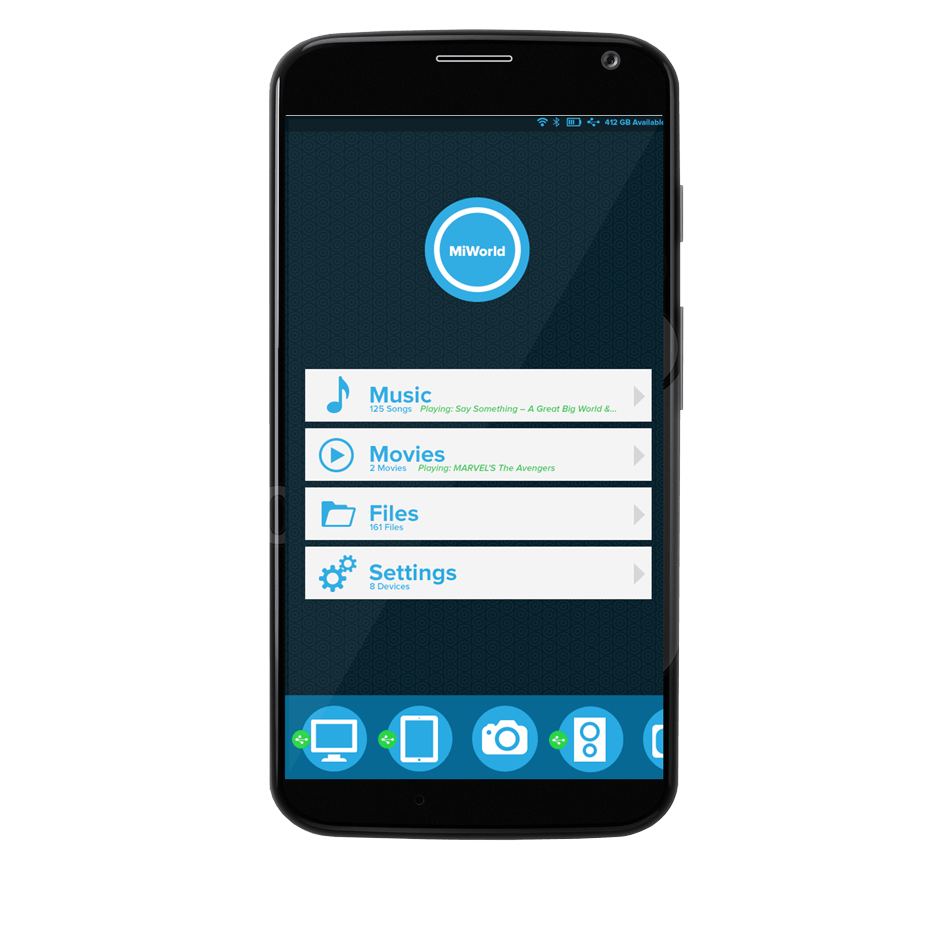 412 GB Available
MiWorld
Music
125 Songs Playing: Say Something – A Great Big World &...
Movies
2 Movies Playing: MARVEL'S The Avengers
Files
161 Files
Settings
8 Devices